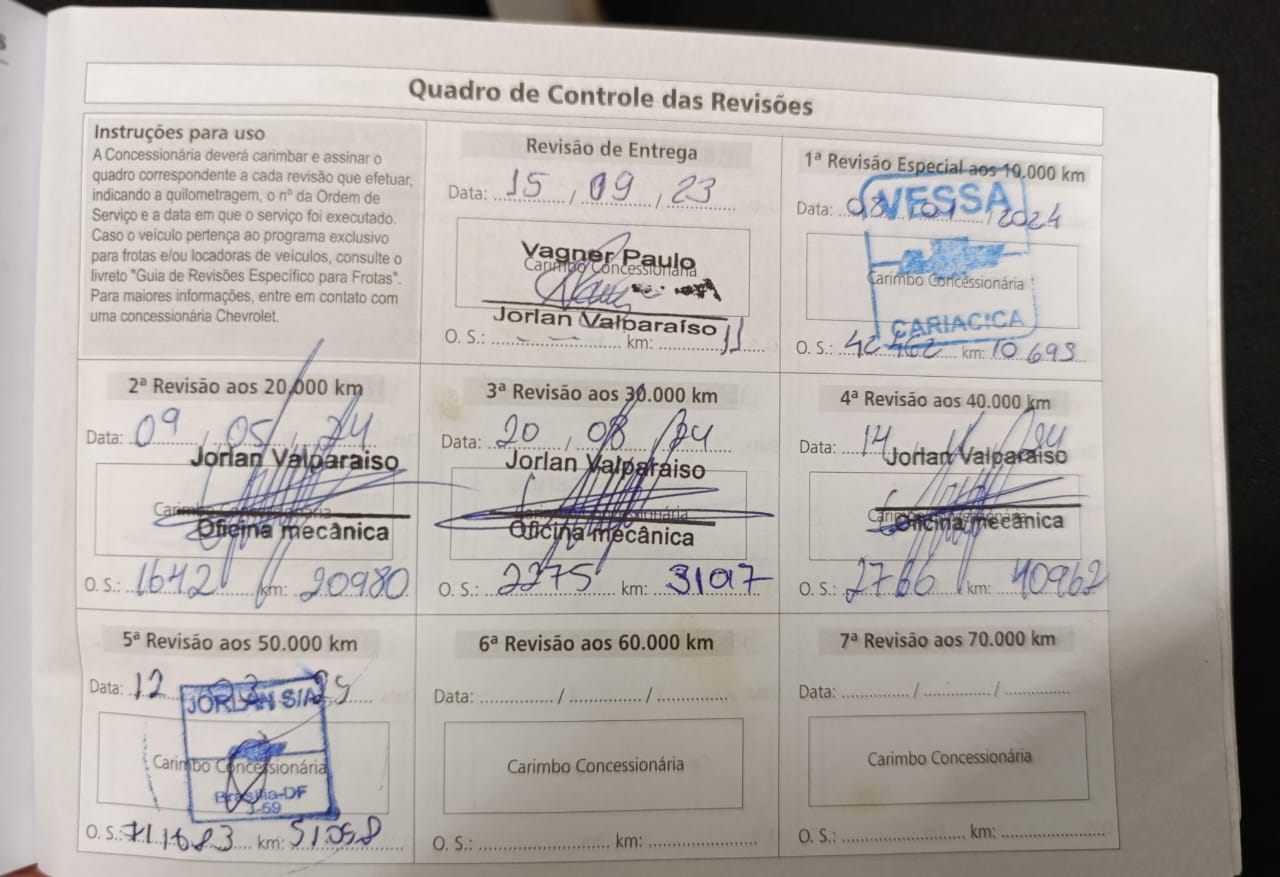 Quadro de Controle das Revisões
Instruções para uso
A Concessionária deverá carimbar e assinar o
quadro correspondente a cada revisão que efetuar,
indicando a quilometragem, o nº da Ordem de
Serviço e a data em que o serviço foi executado.
Caso o veículo pertença ao programa exclusivo
para frotas e/ou locadoras de veículos, consulte o
livreto "Guia de Revisões Específico para Frotas".
Para maiores informações, entre em contato com
uma concessionária Chevrolet.
Revisão de Entrega
Data: 15 / 09 / 23
Vagner Paulo
Carimbo Concessionária
Jorlan Valparaíso
O. S.: - - km: 11
1ª Revisão Especial aos 10.000 km
VESSA
Data: 08 / / 2024
Carimbo Concessionária
CARIACICA
O. S.: 42462 km: 10693
2ª Revisão aos 20.000 km
Data: 09 / 05 / 24
Jorlan Valparaiso
Oficina mecânica
O. S.: 1642 km: 20980
3ª Revisão aos 30.000 km
Data: 20 / 08 / 24
Jorlan Valparaiso
Oficina mecânica
O. S.: 2275 km:
4ª Revisão aos 40.000 km
Data: 14 / 11 / 24
Jorlan Valparaiso
Oficina mecânica
O. S.: 2766 km: 40962
5ª Revisão aos 50.000 km
Data: 12
JORLAN SIA
Carimbo Concessionária
Brasília-DF
O. S.: km: 51.058
6ª Revisão aos 60.000 km
Data: / /
Carimbo Concessionária
O. S.: km:
7ª Revisão aos 70.000 km
Data: / /
Carimbo Concessionária
O. S.: km: